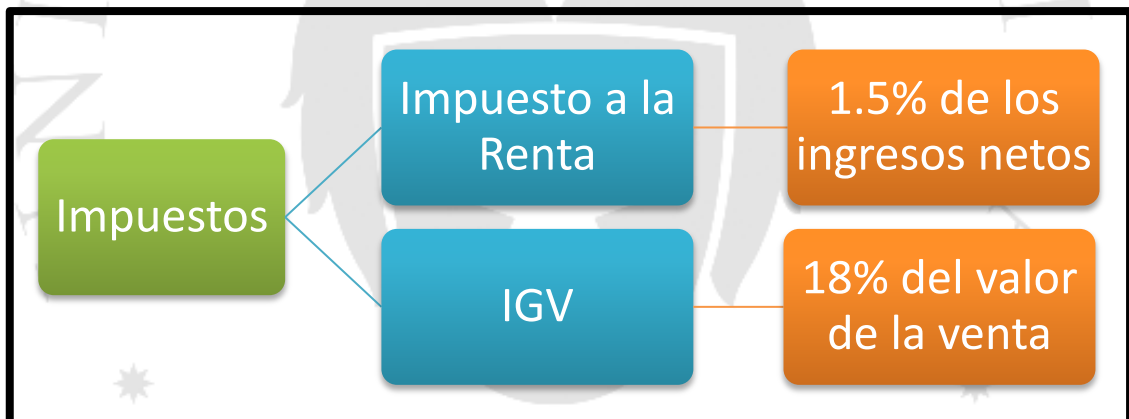 Impuestos
Impuesto a la
Renta
1.5% de los
ingresos netos
IGV
18% del valor
de la venta